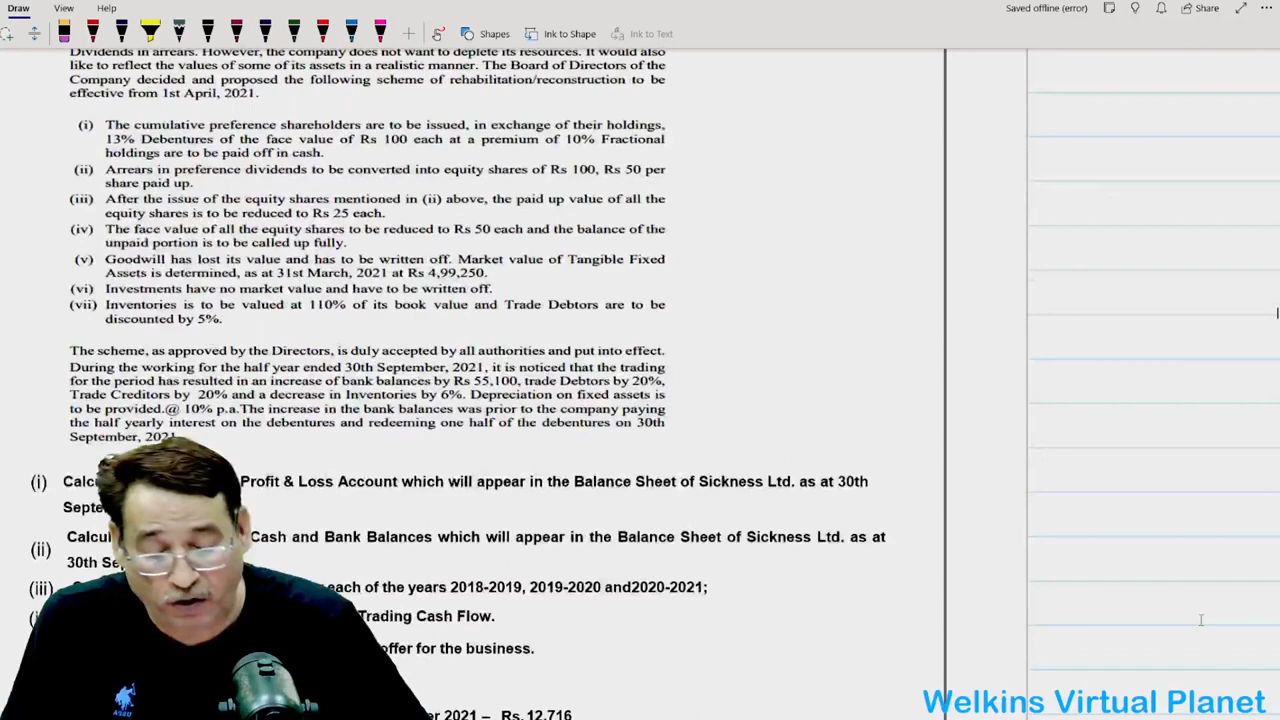 Draw View Help
Saved offline (error) Share
Shapes Ink to Shape Ink to Text
Dividends in arrears. However, the company does not want to deplete its resources. It would also
like to reflect the values of some of its assets in a realistic manner. The Board of Directors of the
Company decided and proposed the following scheme of rehabilitation/reconstruction to be
effective from 1st April, 2021.
(i) The cumulative preference shareholders are to be issued, in exchange of their holdings,
13% Debentures of the face value of Rs 100 each at a premium of 10% Fractional
holdings are to be paid off in cash.
(ii) Arrears in preference dividends to be converted into equity shares of Rs 100, Rs 50 per
share paid up.
(iii) After the issue of the equity shares mentioned in (ii) above, the paid up value of all the
equity shares is to be reduced to Rs 25 each.
(iv) The face value of all the equity shares to be reduced to Rs 50 each and the balance of the
unpaid portion is to be called up fully.
(v) Goodwill has lost its value and has to be written off. Market value of Tangible Fixed
Assets is determined, as at 31st March, 2021 at Rs 4,99,250.
(vi) Investments have no market value and have to be written off.
(vii) Inventories is to be valued at 110% of its book value and Trade Debtors are to be
discounted by 5%.
The scheme, as approved by the Directors, is duly accepted by all authorities and put into effect.
During the working for the half year ended 30th September, 2021, it is noticed that the trading
for the period has resulted in an increase of bank balances by Rs 55,100, trade Debtors by 20%,
Trade Creditors by 20% and a decrease in Inventories by 6%. Depreciation on fixed assets is
to be provided.@ 10% p.a.The increase in the bank balances was prior to the company paying
the half yearly interest on the debentures and redeeming one half of the debentures on 30th
September, 2021
(i) Profit & Loss Account which will appear in the Balance Sheet of Sickness Ltd. as at 30th
(ii) Cash and Bank Balances which will appear in the Balance Sheet of Sickness Ltd. as at
30th
(iii) each of the years 2018-2019, 2019-2020 and2020-2021;
Trading Cash Flow.
offer for the business.
2021 – Rs. 12,716
Welkins Virtual Planet